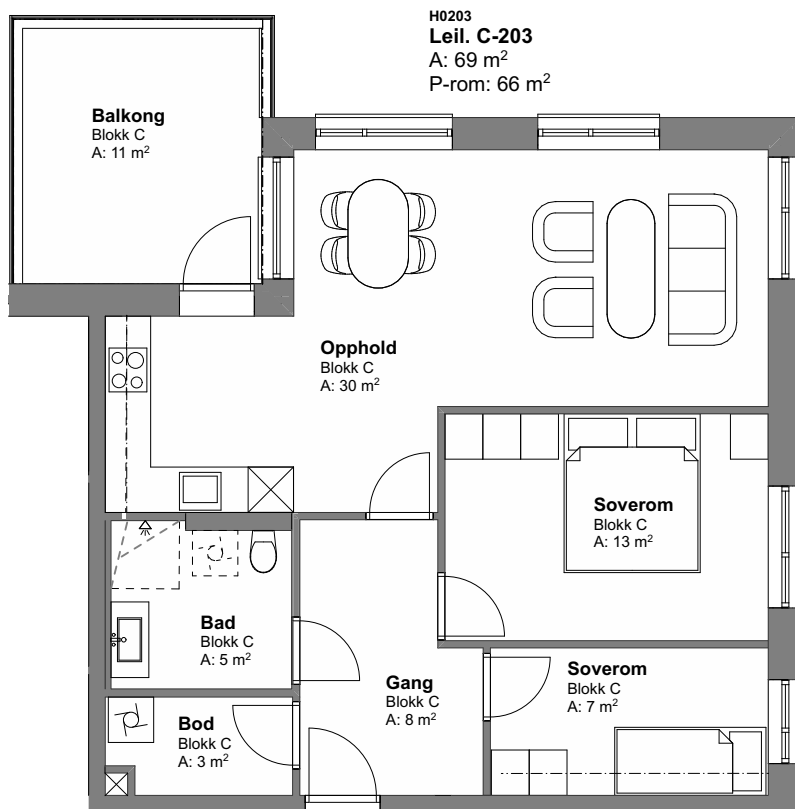 H0203
Leil. C-203
A: 69 m²
P-rom: 66 m²
Balkong
Blokk C
A: 11 m²
Opphold
Blokk C
A: 30 m²
Soverom
Blokk C
A: 13 m²
Bad
Blokk C
A: 5 m²
Gang
Blokk C
A: 8 m²
Soverom
Blokk C
A: 7 m²
Bod
Blokk C
A: 3 m²